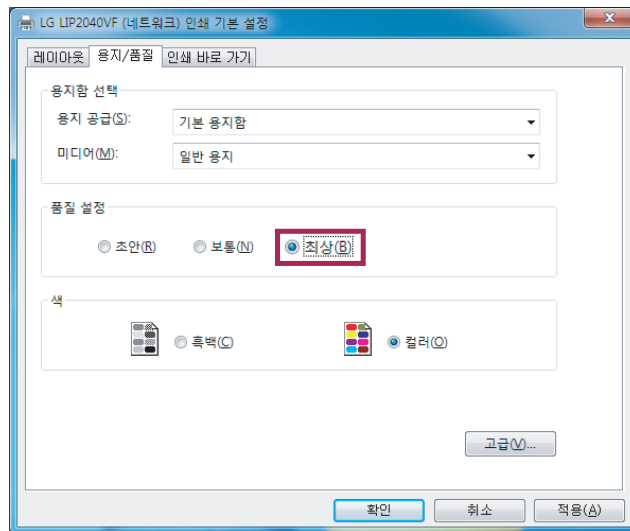 LG LIP2040VF (네트워크) 인쇄 기본 설정
레이아웃 용지/품질 인쇄 바로 가기
용지함 선택
용지 공급(S): 기본 용지함
미디어(M): 일반 용지
품질 설정
초안(R) 보통(N) 최상(B)
색
흑백(C) 컬러(O)
고급(V)...
확인 취소 적용(A)